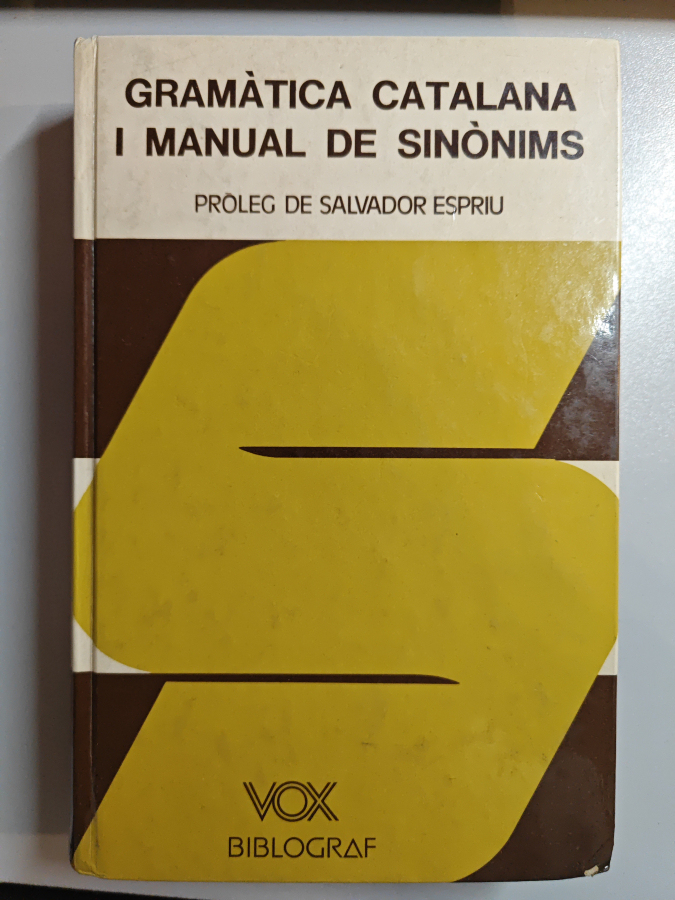 GRAMÀTICA CATALANA
I MANUAL DE SINÒNIMS
PRÒLEG DE SALVADOR ESPRIU
VOX
BIBLOGRAF